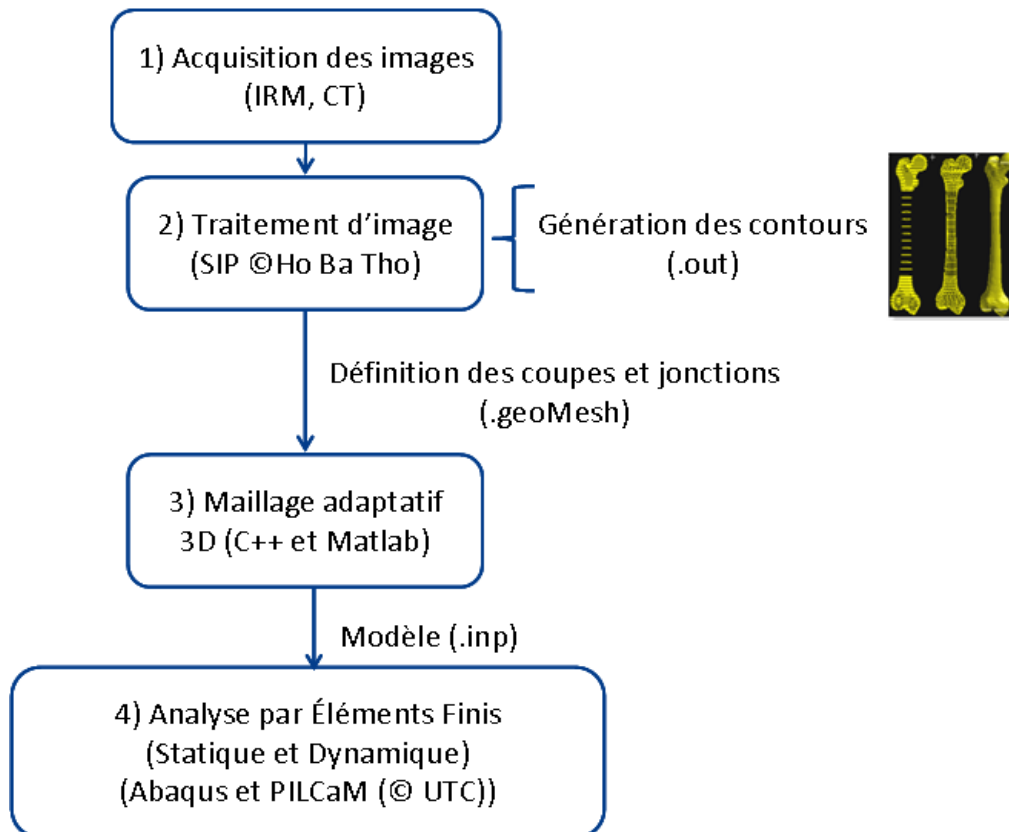 1) Acquisition des images
(IRM, CT)
2) Traitement d'image
(SIP ©Ho Ba Tho)
Génération des contours
(.out)
Définition des coupes et jonctions
(.geoMesh)
3) Maillage adaptatif
3D (C++ et Matlab)
Modèle (.inp)
4) Analyse par Éléments Finis
(Statique et Dynamique)
(Abaqus et PILCaM (© UTC))